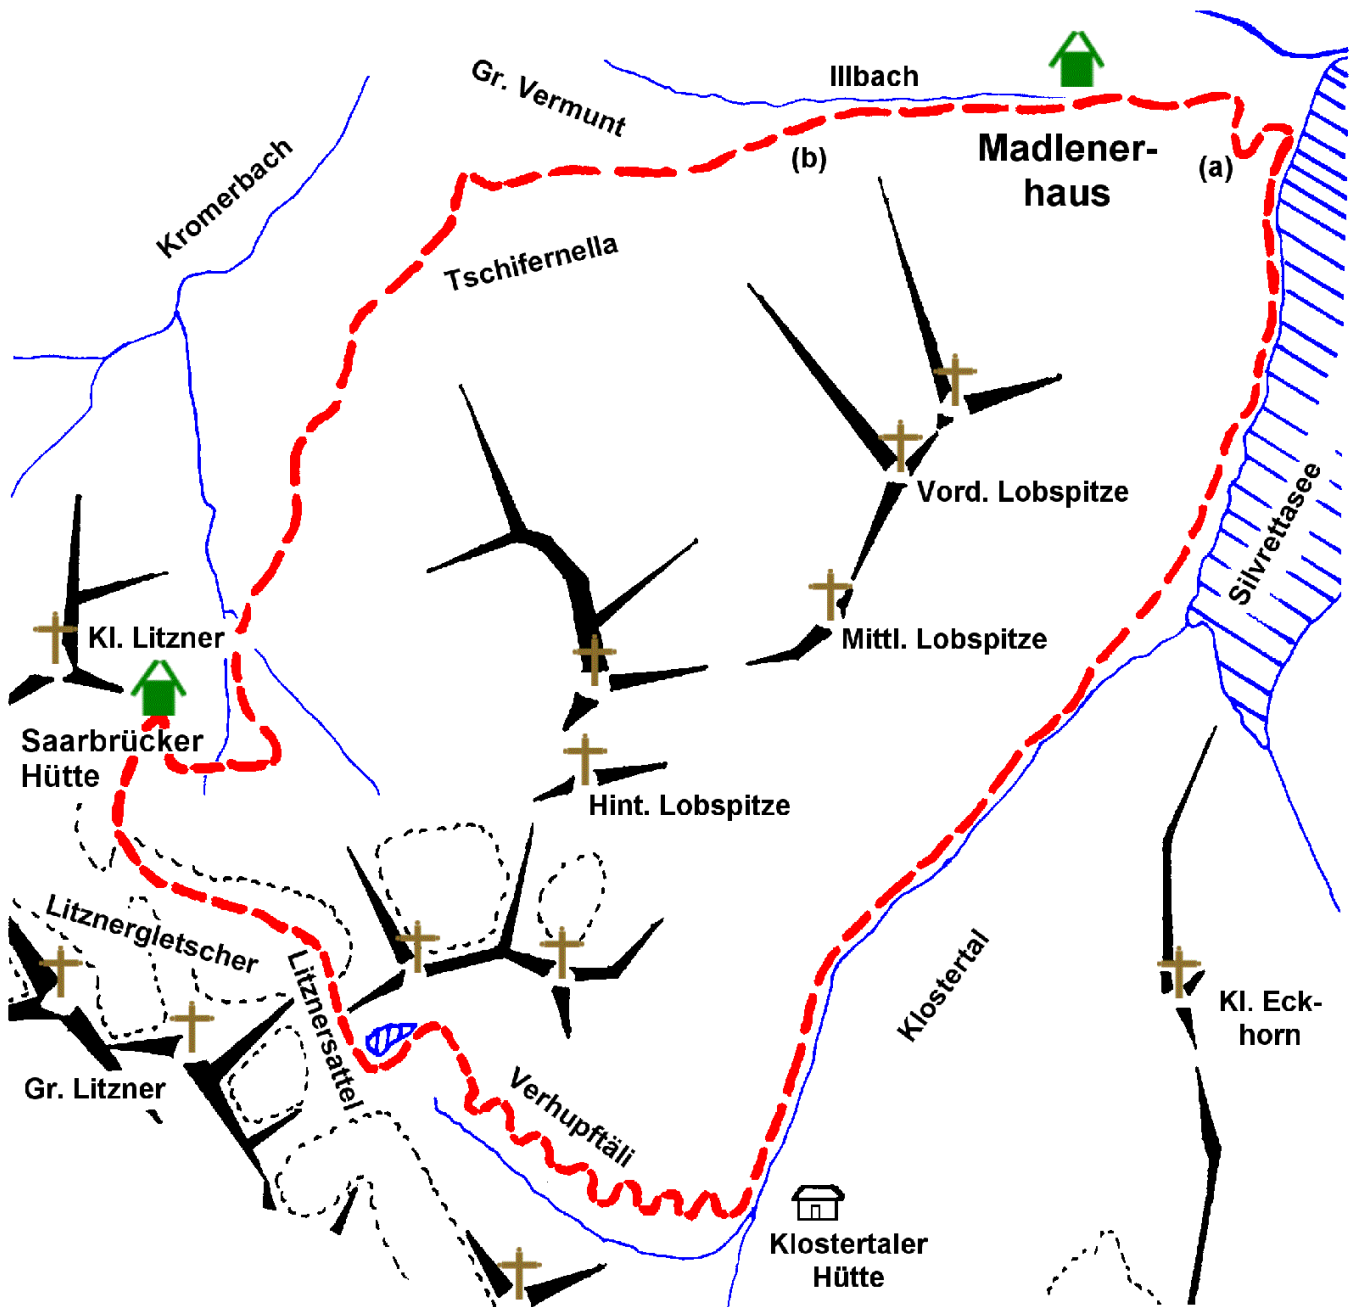 Gr. Vermunt
Illbach
Kromerbach
(b)
Madlener-
haus
(a)
Tschifernella
Vord. Lobspitze
Silvrettasee
Kl. Litzner
Mittl. Lobspitze
Saarbrücker
Hütte
Hint. Lobspitze
Litznergletscher
Litznersattel
Klostertal
Kl. Eck-
horn
Gr. Litzner
Verhupftäli
Klostertaler
Hütte